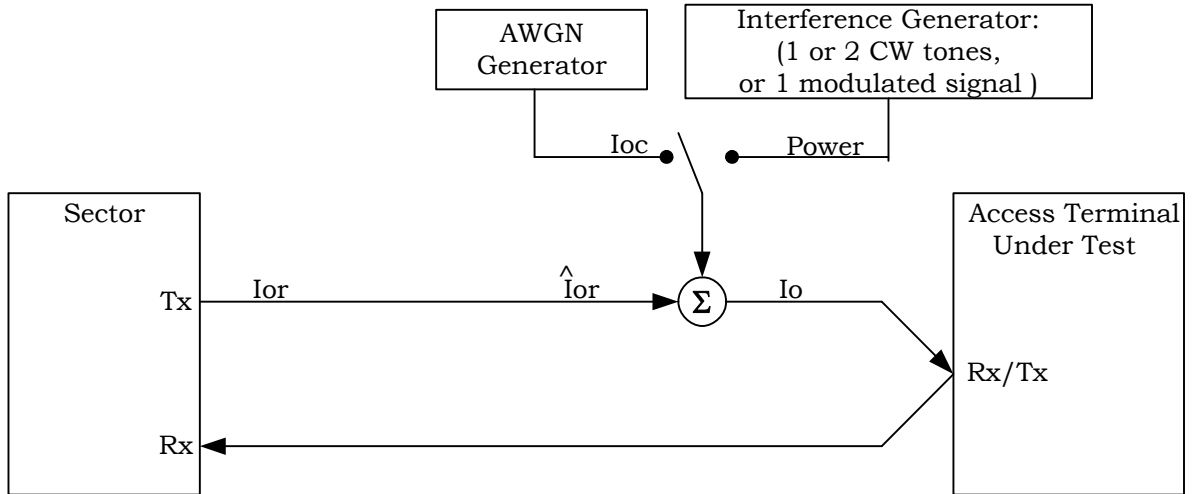 AWGN
Generator
Interference Generator:
(1 or 2 CW tones,
or 1 modulated signal )
Ioc
Power
Sector
Access Terminal
Under Test
Tx
Ior
Îor
Σ
Io
Rx/Tx
Rx